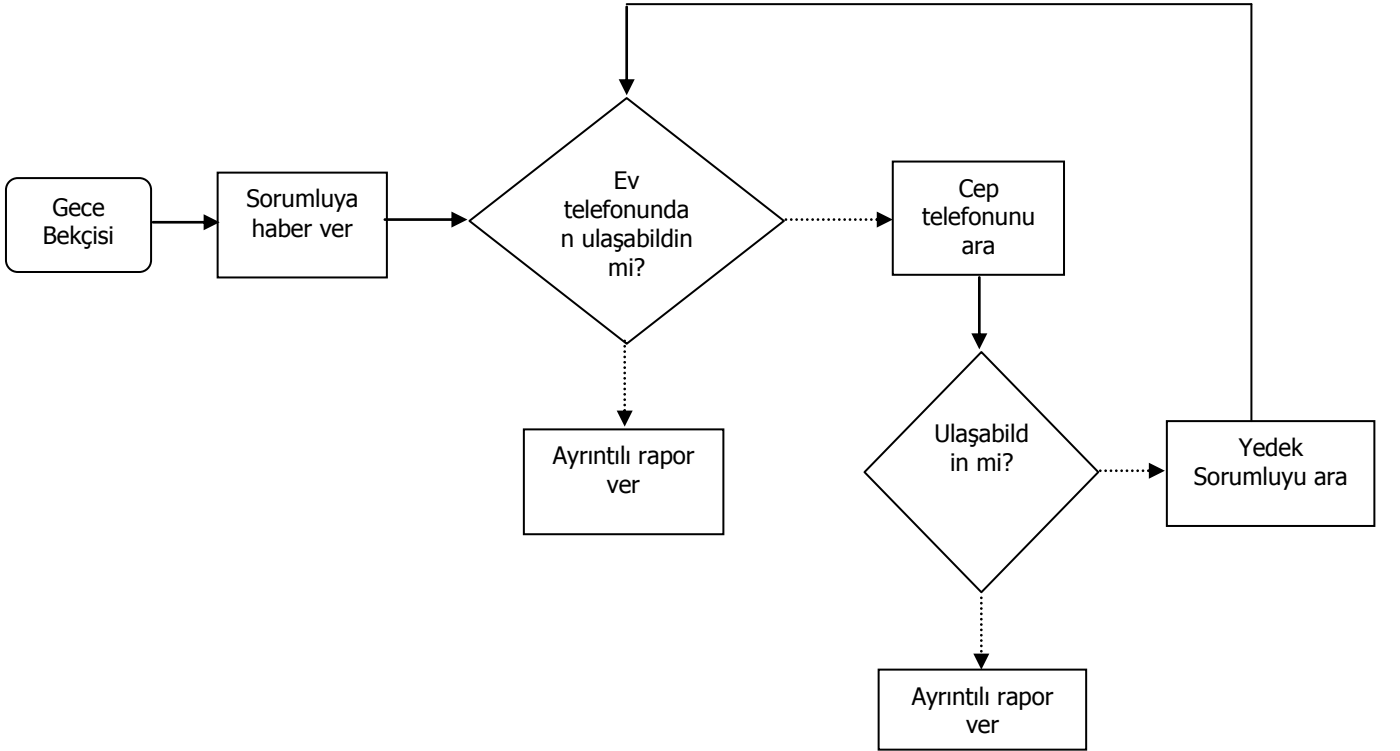 Gece
Bekçisi
Sorumluya
haber ver
Ev
telefonunda
n ulaşabildin
mi?
Cep
telefonunu
ara
Ayrıntılı rapor
ver
Ulaşabild
in mi?
Yedek
Sorumluyu ara
Ayrıntılı rapor
ver